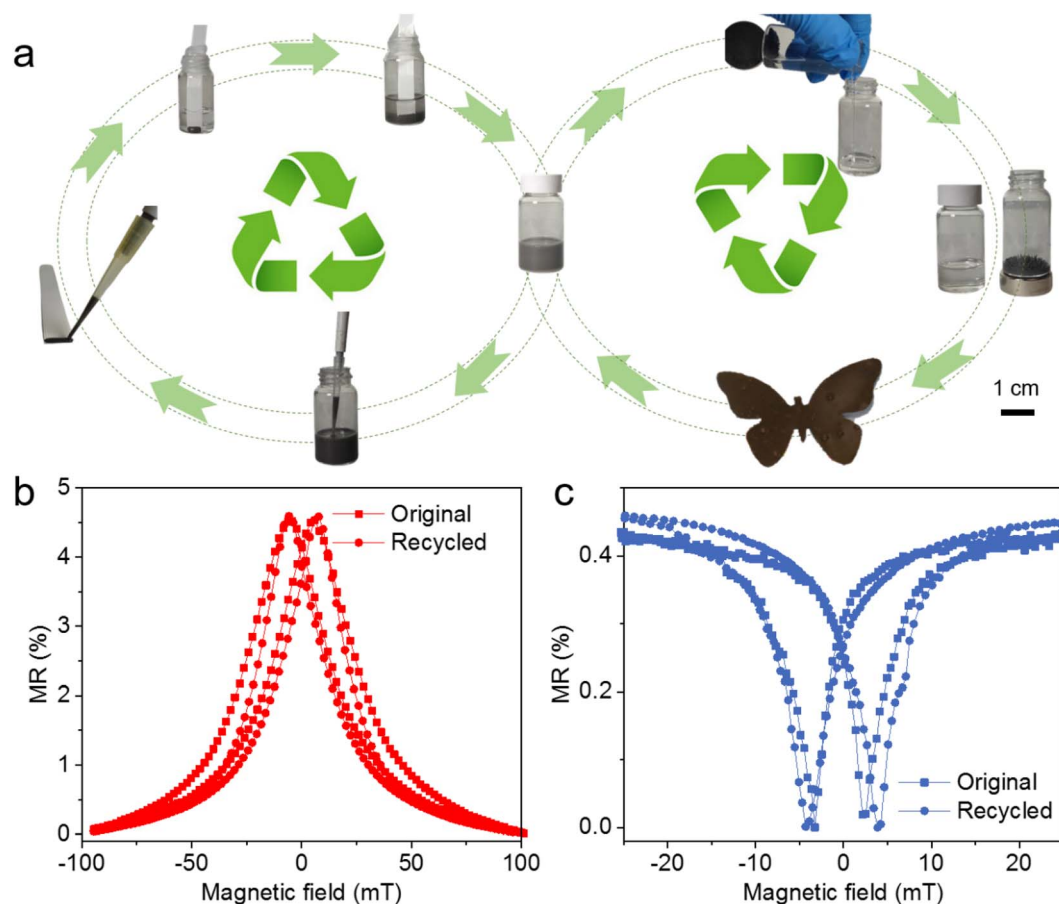 a
1 cm
b
5
4
3
2
1
0
MR (%)
-100
-50
0
50
100
Magnetic field (mT)
Original
Recycled
c
0.4
0.2
0.0
MR (%)
-20
-10
0
10
20
Magnetic field (mT)
Original
Recycled